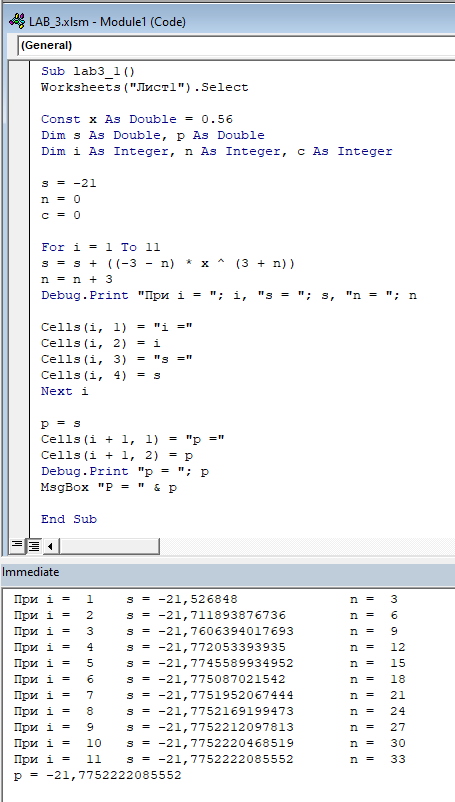 LAB_3.xlsm - Module1 (Code)
(General)
Sub lab3_1()
Worksheets("Лист1").Select
Const x As Double = 0.56
Dim s As Double, p As Double
Dim i As Integer, n As Integer, c As Integer
s = -21
n = 0
c = 0
For i = 1 To 11
s = s + ((-3 - n) * x ^ (3 + n))
n = n + 3
Debug.Print "При i = "; i, "s = "; s, "n = "; n
Cells(i, 1) = "i ="
Cells(i, 2) = i
Cells(i, 3) = "s ="
Cells(i, 4) = s
Next i
p = s
Cells(i + 1, 1) = "p ="
Cells(i + 1, 2) = p
Debug.Print "p = "; p
MsgBox "P = " & p
End Sub
Immediate
При i =  1    s = -21,526848    n =  3
При i =  2    s = -21,711893876736    n =  6
При i =  3    s = -21,7606394017693    n =  9
При i =  4    s = -21,772053393935    n =  12
При i =  5    s = -21,7745589934952    n =  15
При i =  6    s = -21,775087021542    n =  18
При i =  7    s = -21,7751952067444    n =  21
При i =  8    s = -21,7752169199473    n =  24
При i =  9    s = -21,7752212097813    n =  27
При i =  10    s = -21,7752220468519    n =  30
При i =  11    s = -21,7752222085552    n =  33
p = -21,7752222085552